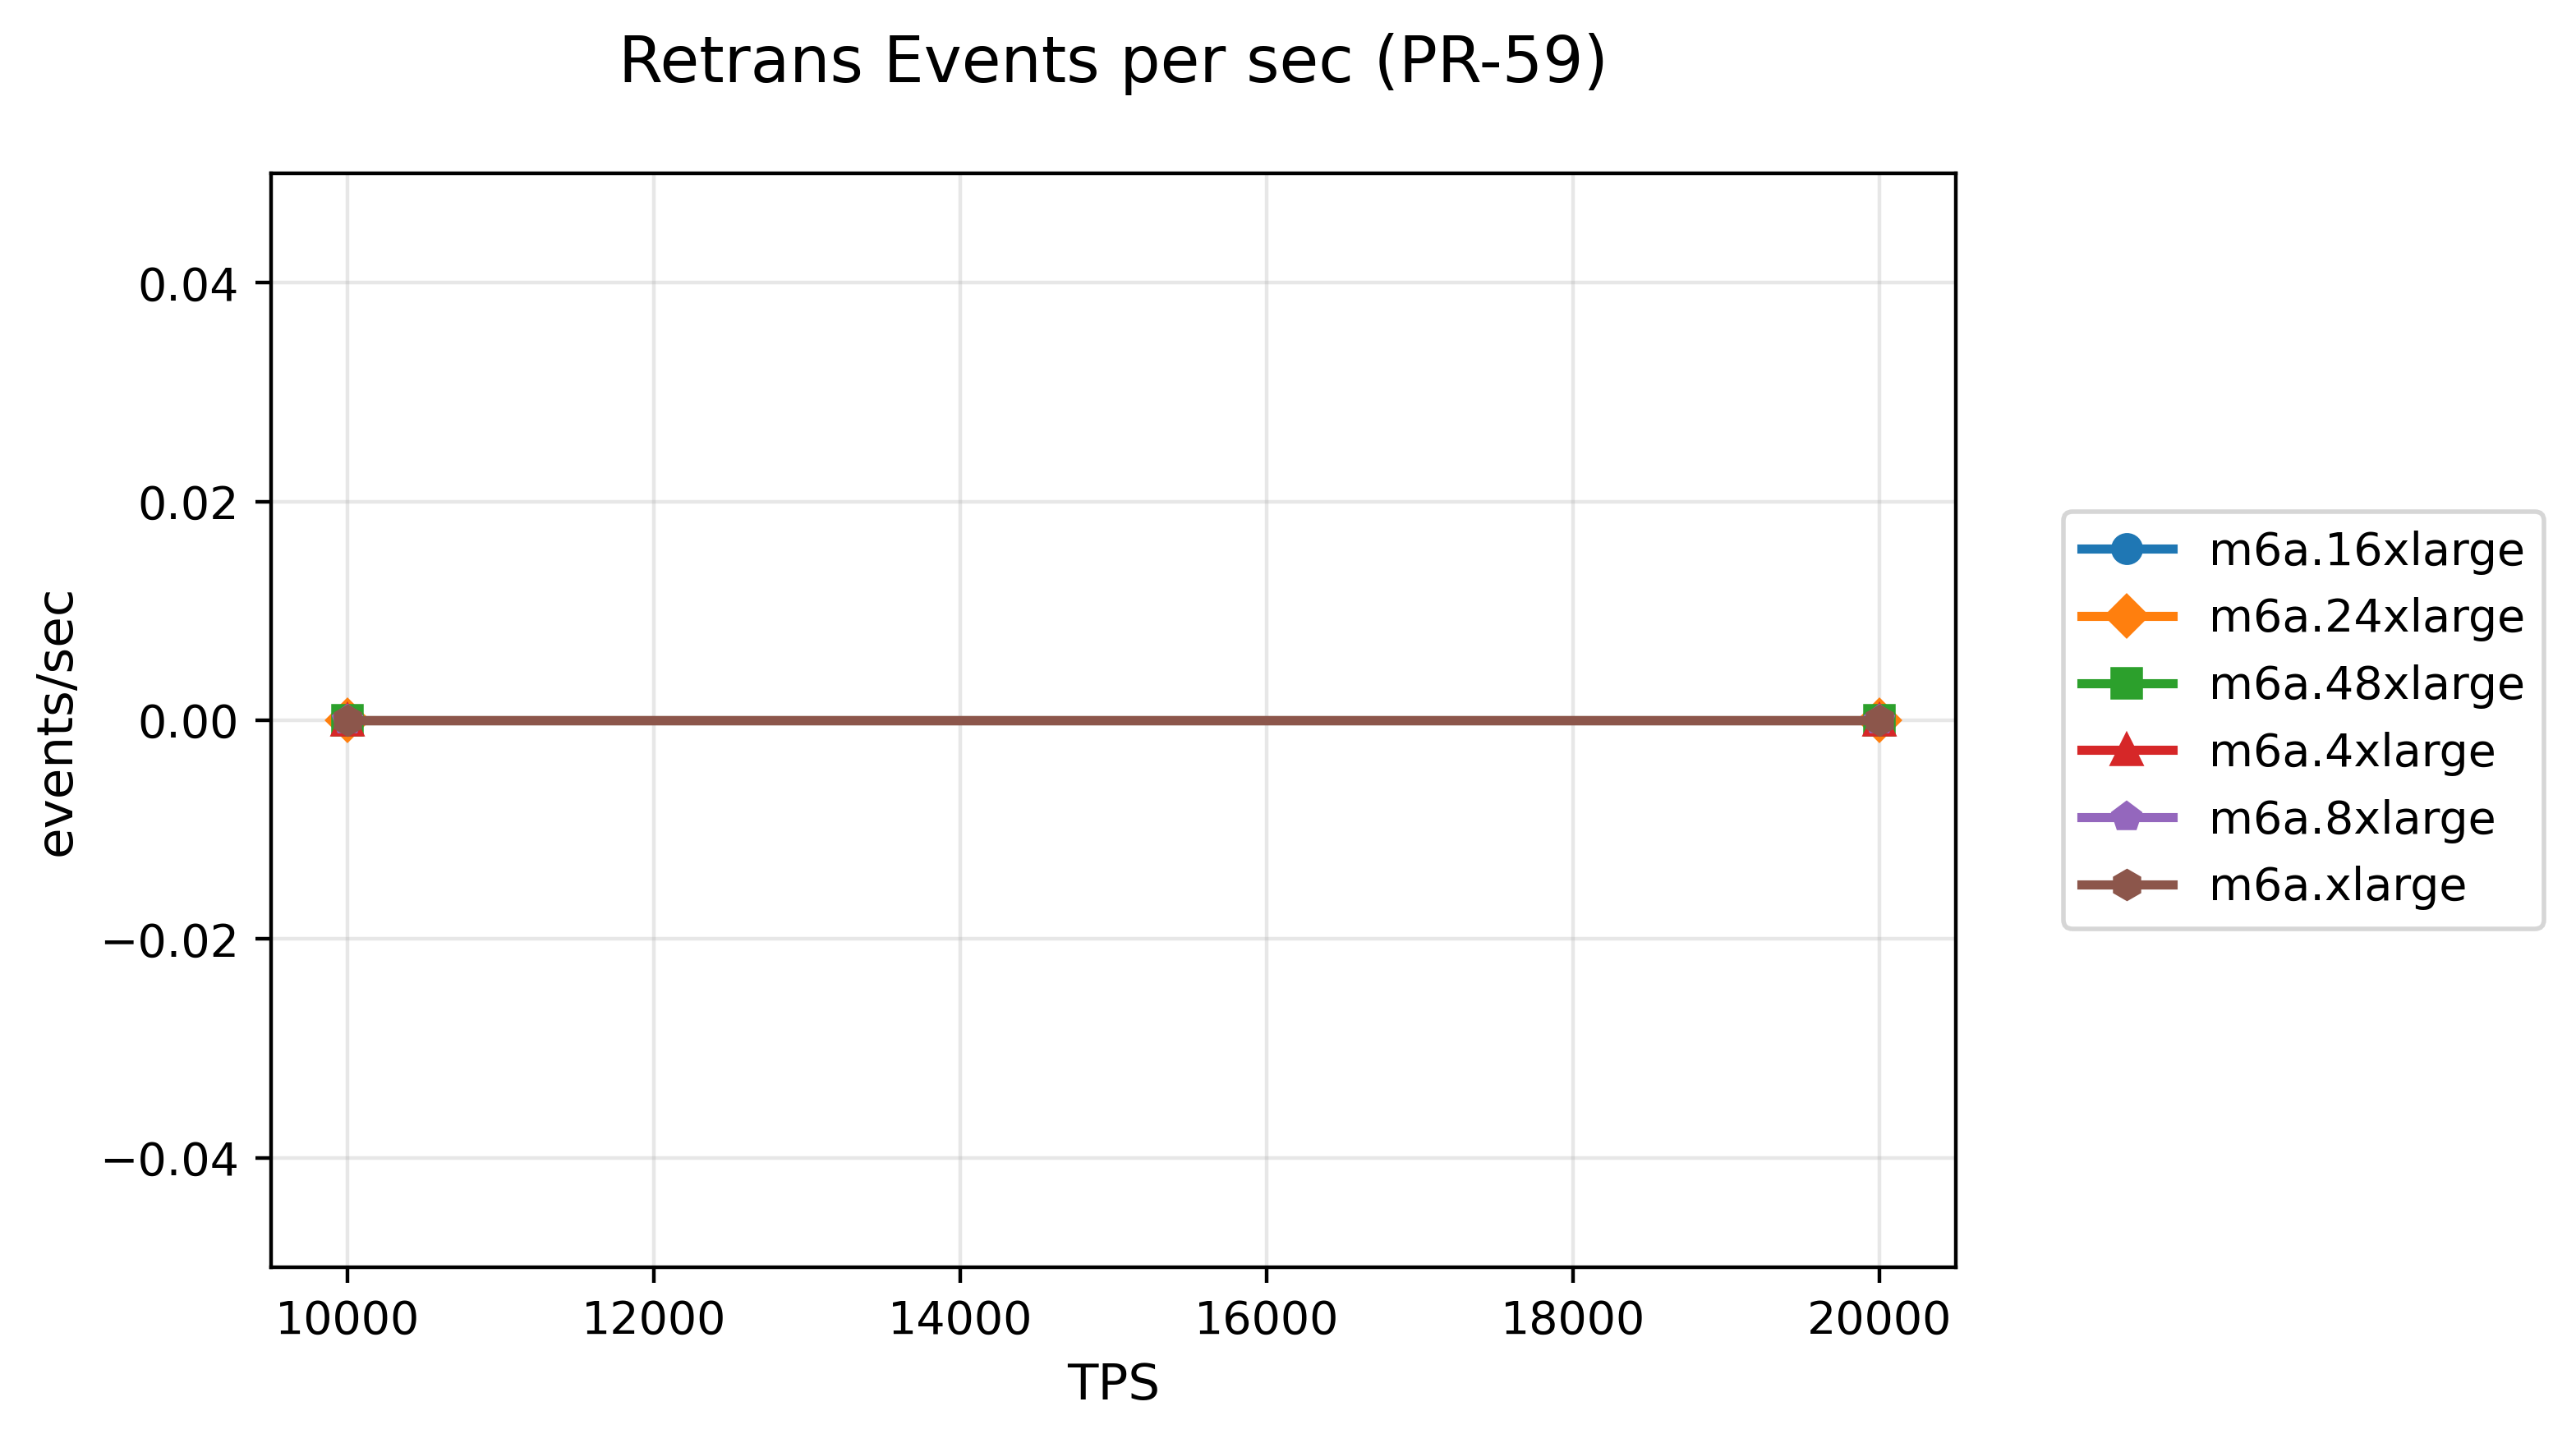 Retrans Events per sec (PR-59)
0.04
0.02
0.00
−0.02
−0.04
events/sec
10000 12000 14000 16000 18000 20000
TPS
m6a.16xlarge
m6a.24xlarge
m6a.48xlarge
m6a.4xlarge
m6a.8xlarge
m6a.xlarge